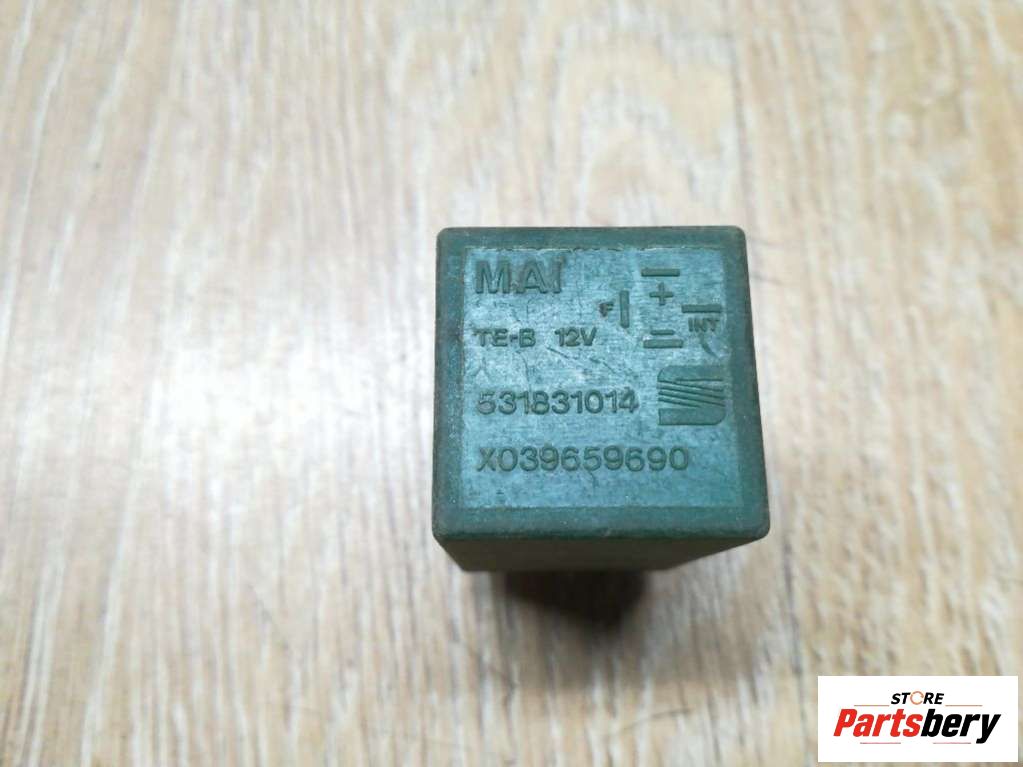 MAI
F
+
TE-B 12V
INT
531831014
X039659690
STORE
Partsbery